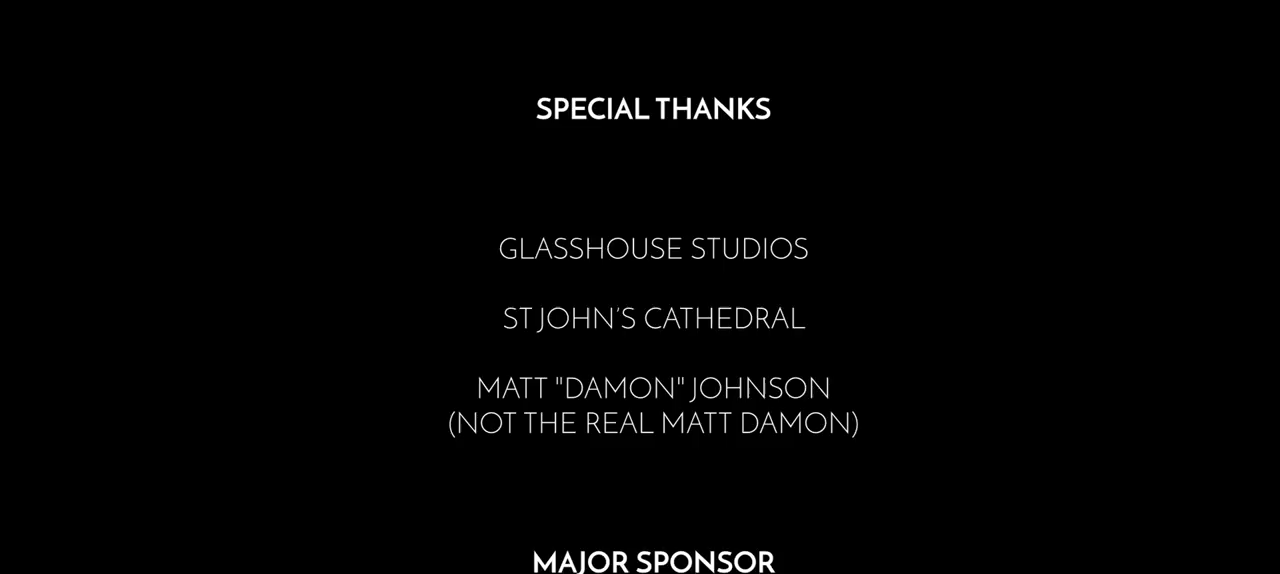 SPECIAL THANKS
GLASSHOUSE STUDIOS
ST JOHN’S CATHEDRAL
MATT "DAMON" JOHNSON
(NOT THE REAL MATT DAMON)
MAJOR SPONSOR